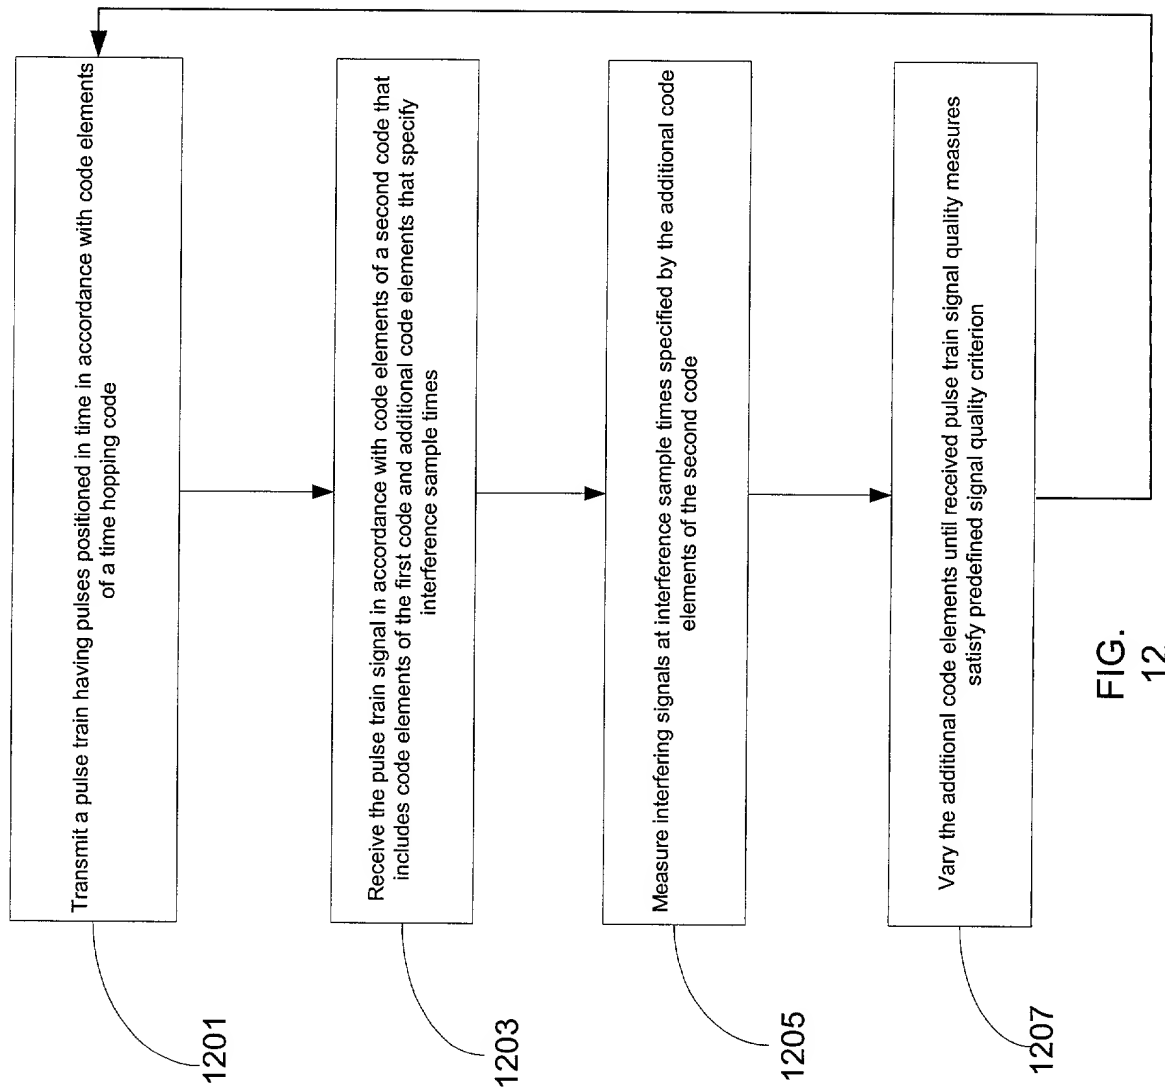 Transmit a pulse train having pulses positioned in time in accordance with code elements
of a time hopping code
1201
Receive the pulse train signal in accordance with code elements of a second code that
includes code elements of the first code and additional code elements that specify
interference sample times
1203
Measure interfering signals at interference sample times specified by the additional code
elements of the second code
1205
Vary the additional code elements until received pulse train signal quality measures
satisfy predefined signal quality criterion
1207
FIG.
12